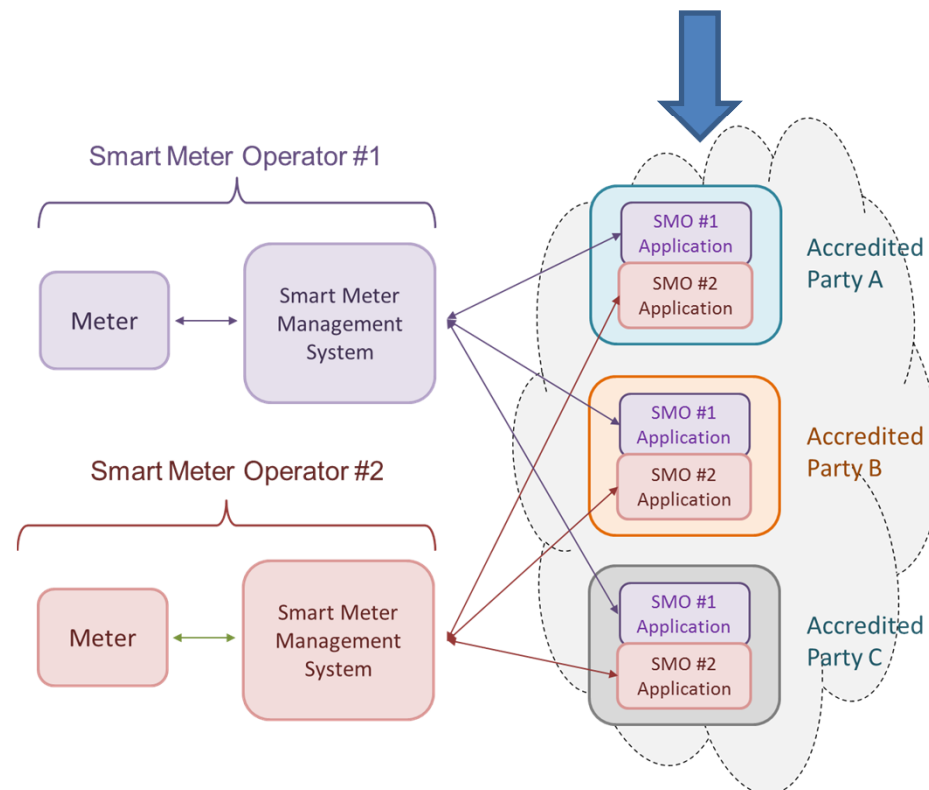 Smart Meter Operator #1
Meter
Smart Meter
Management
System
Smart Meter Operator #2
Meter
Smart Meter
Management
System
SMO #1
Application
SMO #2
Application
Accredited
Party A
SMO #1
Application
SMO #2
Application
Accredited
Party B
SMO #1
Application
SMO #2
Application
Accredited
Party C